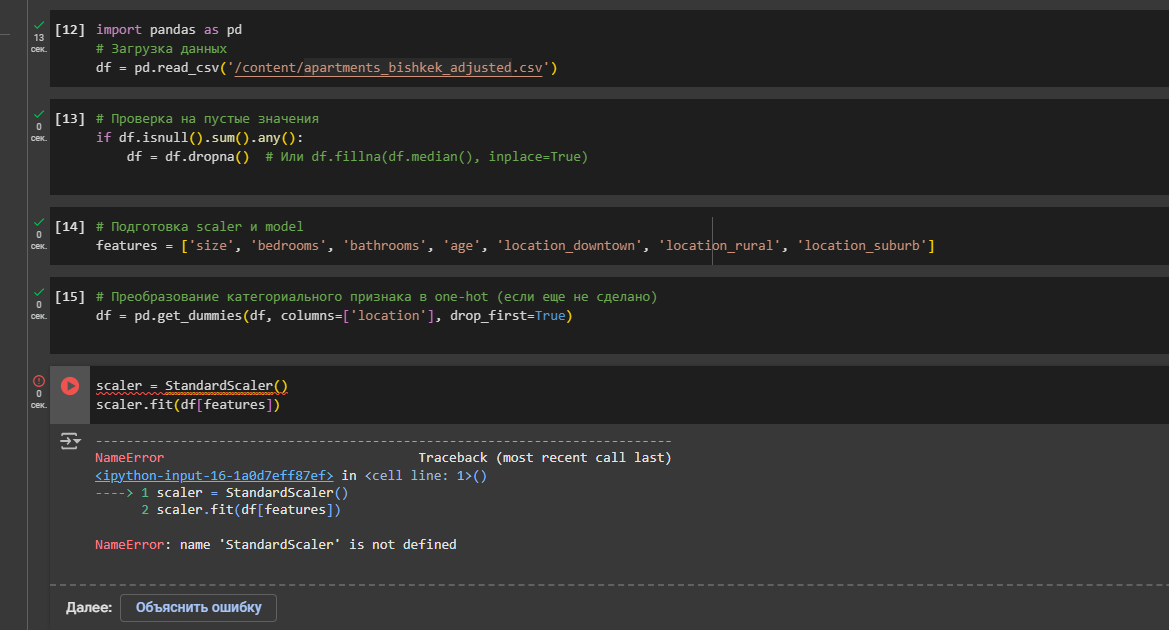 13
сек.
[12] import pandas as pd
# Загрузка данных
df = pd.read_csv('/content/apartments_bishkek_adjusted.csv')
0
сек.
[13] # Проверка на пустые значения
if df.isnull().sum().any():
    df = df.dropna()  # Или df.fillna(df.median(), inplace=True)
0
сек.
[14] # Подготовка scaler и model
features = ['size', 'bedrooms', 'bathrooms', 'age', 'location_downtown', 'location_rural', 'location_suburb']
0
сек.
[15] # Преобразование категориального признака в one-hot (если еще не сделано)
df = pd.get_dummies(df, columns=['location'], drop_first=True)
0
сек.
scaler = StandardScaler()
scaler.fit(df[features])
---------------------------------------------------------------------------
NameError                                 Traceback (most recent call last)
<ipython-input-16-1a0d7eff87ef> in <cell line: 1>()
----> 1 scaler = StandardScaler()
      2 scaler.fit(df[features])
NameError: name 'StandardScaler' is not defined
Далее: Объяснить ошибку